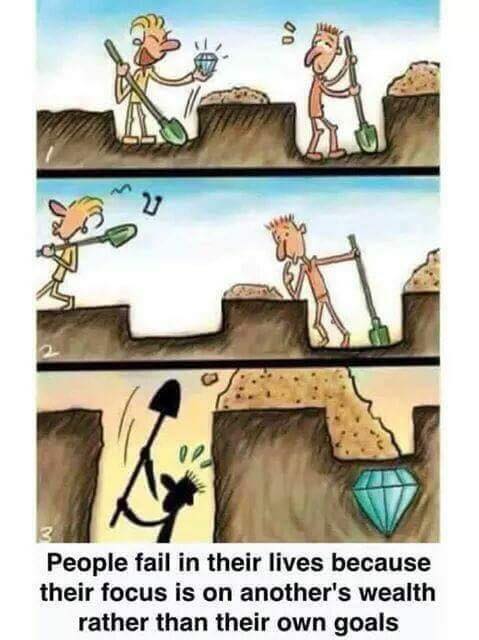 1
2
3
People fail in their lives because
their focus is on another's wealth
rather than their own goals